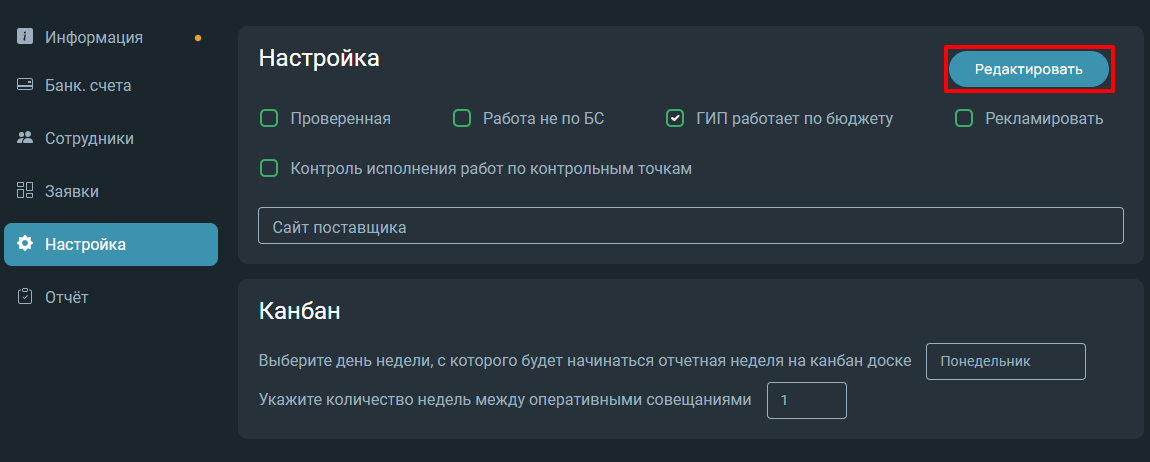 Информация
Банк. счета
Сотрудники
Заявки
Настройка
Отчёт
Настройка
Редактировать
Проверенная
Работа не по БС
ГИП работает по бюджету
Рекламировать
Контроль исполнения работ по контрольным точкам
Сайт поставщика
Канбан
Выберите день недели, с которого будет начинаться отчетная неделя на канбан доске
Понедельник
Укажите количество недель между оперативными совещаниями
1